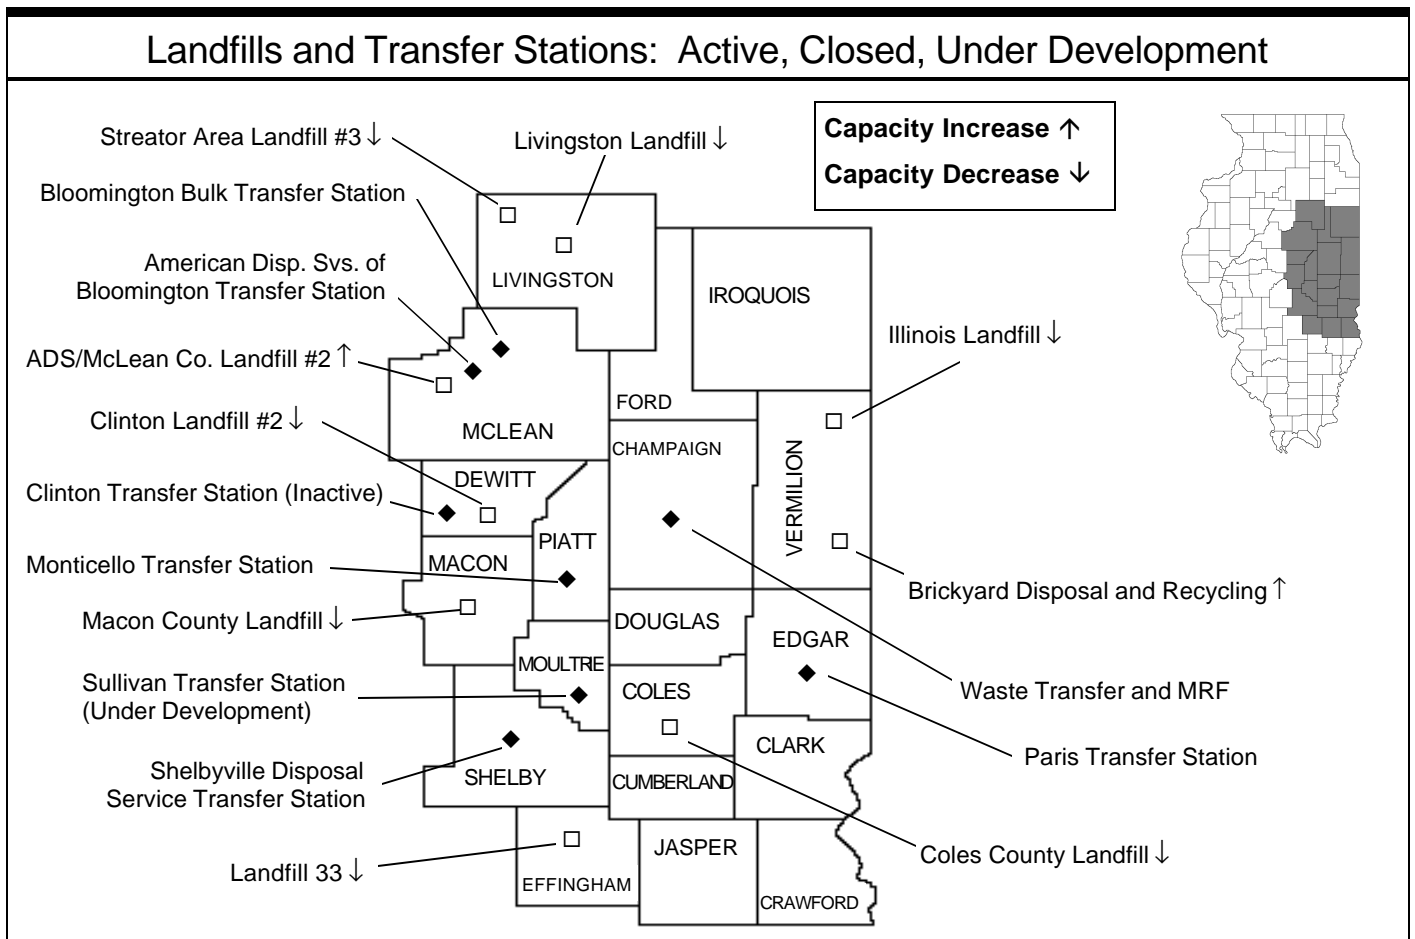 Landfills and Transfer Stations: Active, Closed, Under Development
Streator Area Landfill #3 ↓
Livingston Landfill ↓
Capacity Increase ↑
Capacity Decrease ↓
Bloomington Bulk Transfer Station
American Disp. Svs. of
Bloomington Transfer Station
LIVINGSTON
IROQUOIS
Illinois Landfill ↓
ADS/McLean Co. Landfill #2 ↑
FORD
Clinton Landfill #2 ↓
MCLEAN
CHAMPAIGN
VERMILION
DEWITT
Clinton Transfer Station (Inactive)
PIATT
MACON
Monticello Transfer Station
Brickyard Disposal and Recycling ↑
Macon County Landfill ↓
DOUGLAS
EDGAR
MOULTRIE
Sullivan Transfer Station
(Under Development)
COLES
Waste Transfer and MRF
CLARK
Paris Transfer Station
Shelbyville Disposal
Service Transfer Station
SHELBY
CUMBERLAND
JASPER
Coles County Landfill ↓
Landfill 33 ↓
EFFINGHAM
CRAWFORD